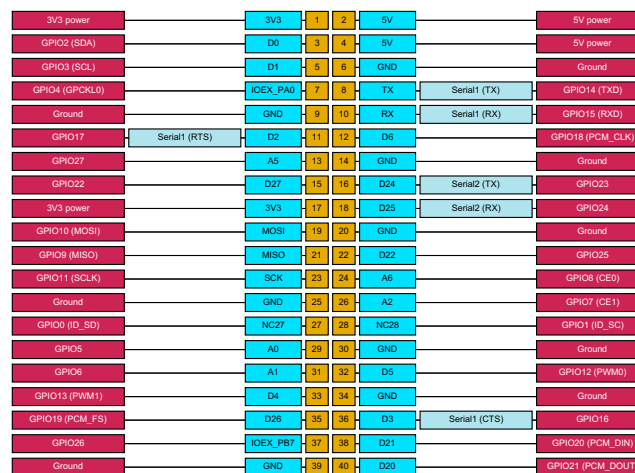 3V3 power 3V3 1 2 5V 5V power
GPIO2 (SDA) D0 3 4 5V 5V power
GPIO3 (SCL) D1 5 6 GND Ground
GPIO4 (GPCKL0) IOEX_PA0 7 8 TX Serial1 (TX) GPIO14 (TXD)
Ground GND 9 10 RX Serial1 (RX) GPIO15 (RXD)
GPIO17 Serial1 (RTS) D2 11 12 D6 GPIO18 (PCM_CLK)
GPIO27 A5 13 14 GND Ground
GPIO22 D27 15 16 D24 Serial2 (TX) GPIO23
3V3 power 3V3 17 18 D25 Serial2 (RX) GPIO24
GPIO10 (MOSI) MOSI 19 20 GND Ground
GPIO9 (MISO) MISO 21 22 D22 GPIO25
GPIO11 (SCLK) SCK 23 24 A6 GPIO8 (CE0)
Ground GND 25 26 A2 GPIO7 (CE1)
GPIO0 (ID_SD) NC27 27 28 NC28 GPIO1 (ID_SC)
GPIO5 A0 29 30 GND Ground
GPIO6 A1 31 32 D5 GPIO12 (PWM0)
GPIO13 (PWM1) D4 33 34 GND Ground
GPIO19 (PCM_FS) D26 35 36 D3 Serial1 (CTS) GPIO16
GPIO26 IOEX_PB7 37 38 D21 GPIO20 (PCM_DIN)
Ground GND 39 40 D20 GPIO21 (PCM_DOUT